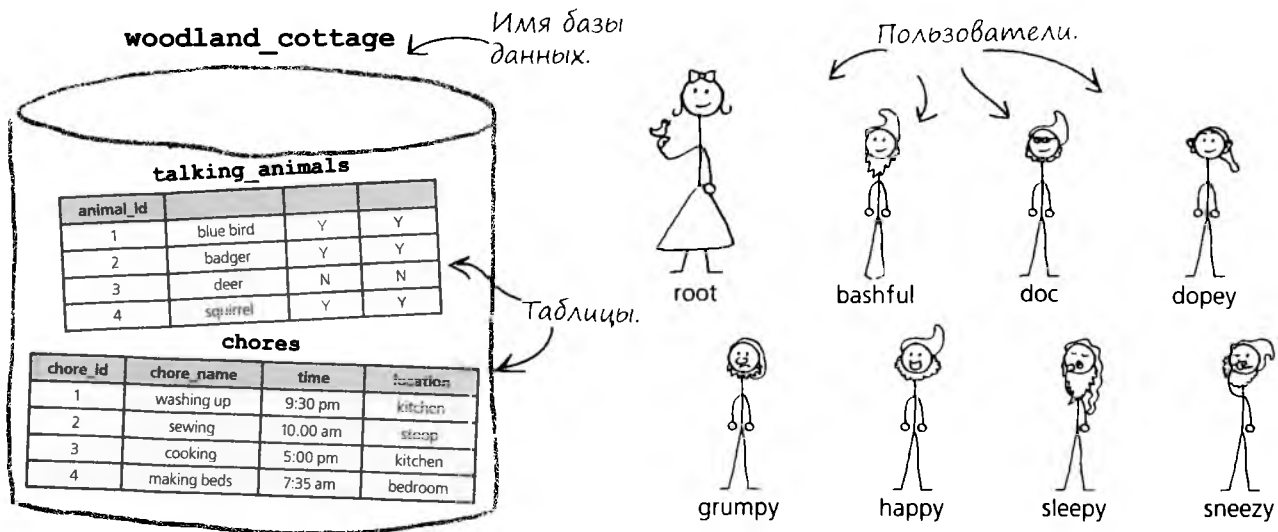 woodland_cottage
Имя базы
данных.
Пользователи.
talking_animals
animal_id
1 blue bird Y Y
2 badger Y Y
3 deer N N
4 squirrel Y Y
Таблицы.
chores
chore_id chore_name time location
1 washing up 9:30 pm kitchen
2 sewing 10.00 am stoop
3 cooking 5:00 pm kitchen
4 making beds 7:35 am bedroom
root bashful doc dopey
grumpy happy sleepy sneezy